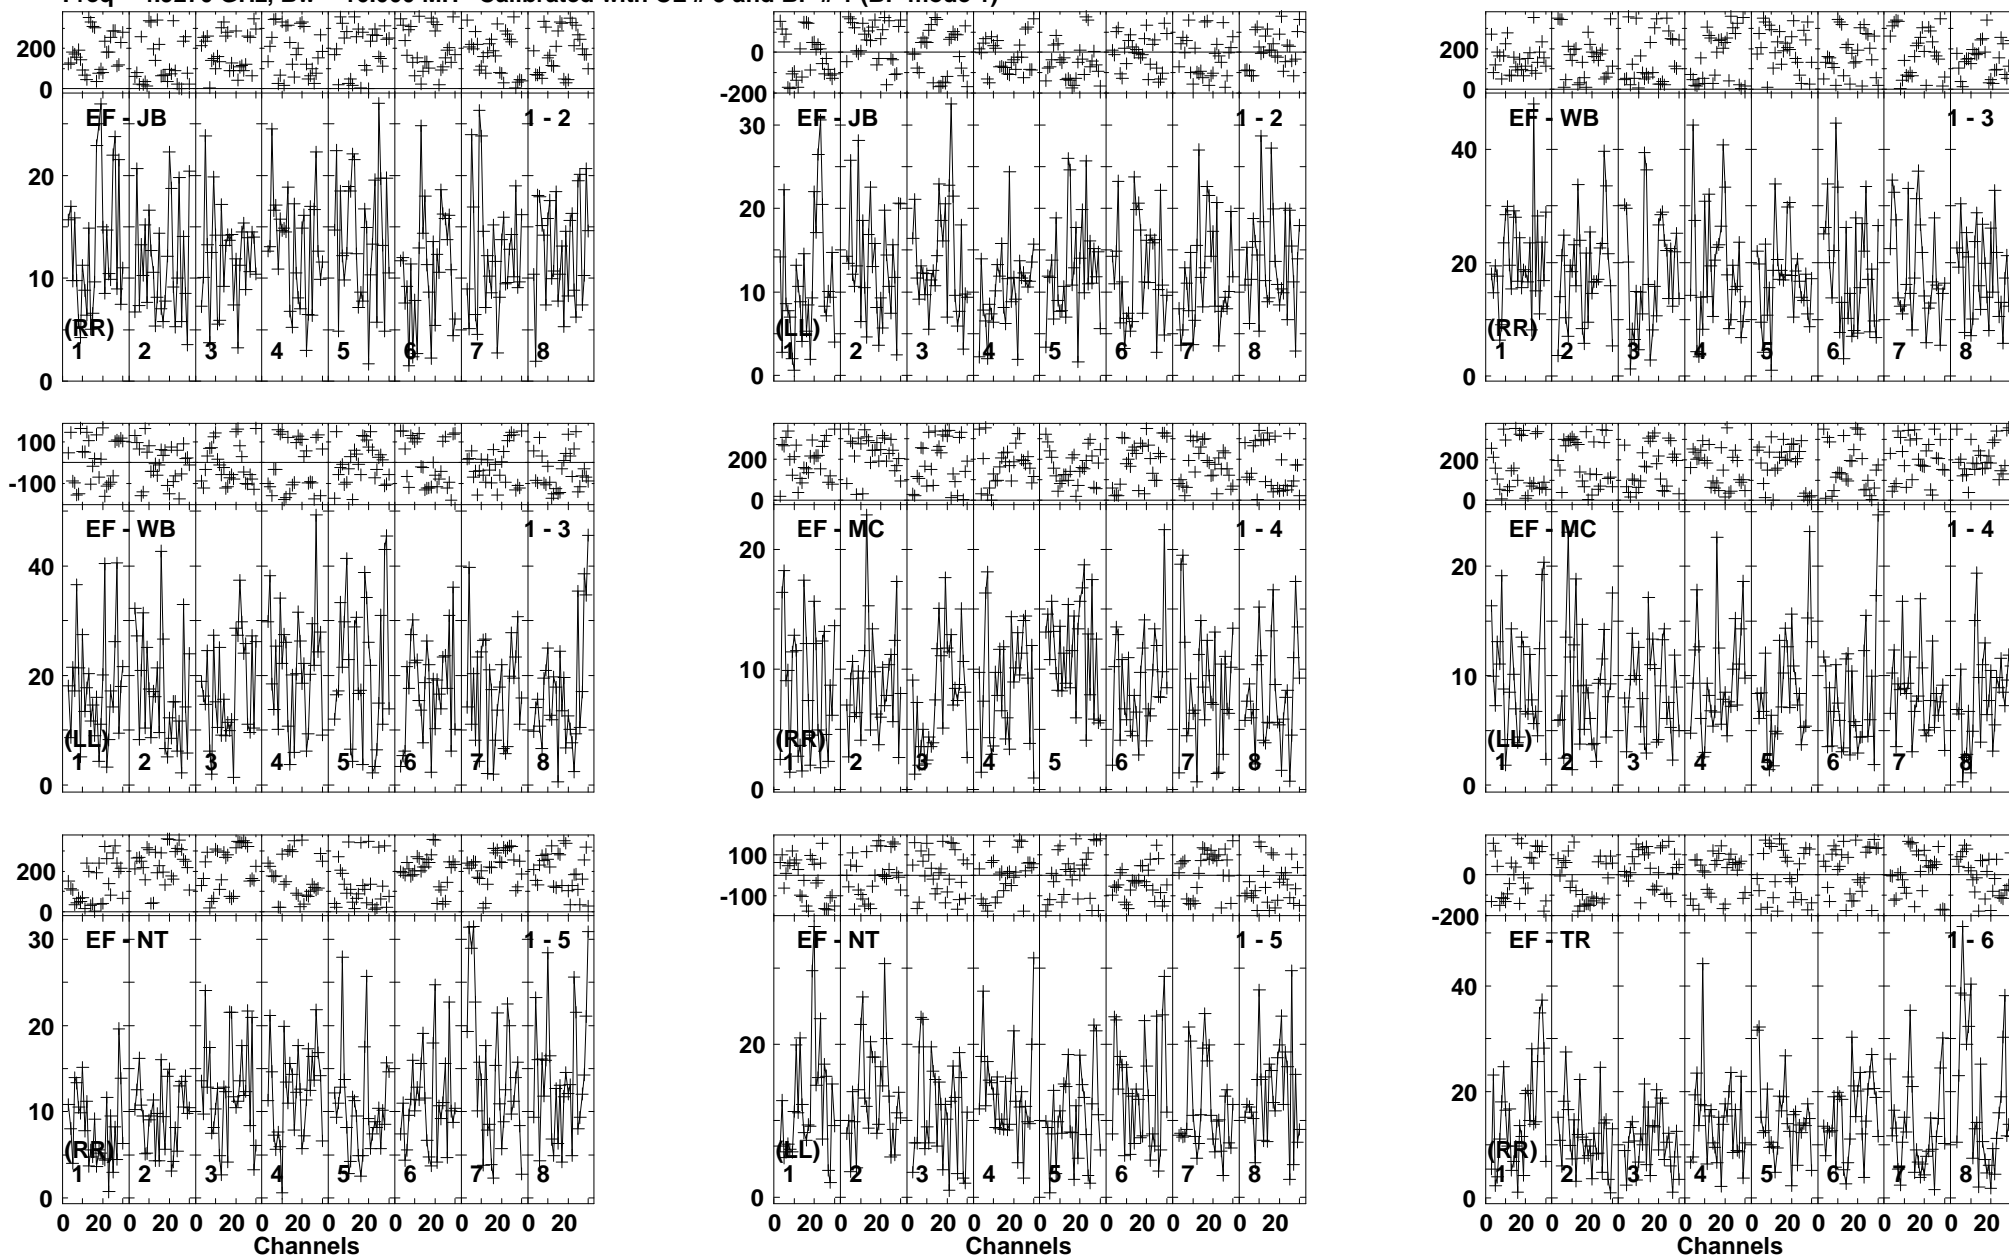 200 0 -200 200
0 0
EF - JB 1 - 2 EF - JB 1 - 2 EF - WB 1 - 3
20 10 0 30 20 10 0 40 20 0
(RR) (LL) (RR)
1 2 3 4 5 6 7 8 1 2 3 4 5 6 7 8 1 2 3 4 5 6 7 8
100 -100 200 0 200 0
EF - WB 1 - 3 EF - MC 1 - 4 EF - MC 1 - 4
40 20 0 20 10 0 20 10 0
(LL) (RR) (LL)
1 2 3 4 5 6 7 8 1 2 3 4 5 6 7 8 1 2 3 4 5 6 7 8
200 0 100 -100 0 -200
EF - NT 1 - 5 EF - NT 1 - 5 EF - TR 1 - 6
30 20 10 0 20 0 40 20 0
(RR) (LL) (RR)
1 2 3 4 5 6 7 8 1 2 3 4 5 6 7 8 1 2 3 4 5 6 7 8
0 20 0 20 0 20 0 20 0 20 0 20 0 20 0 20 0 20 0 20 0 20 0 20 0 20 0 20 0 20 0 20 0 20 0 20 0 20 0 20 0 20 0 20 0 20 0 20
Channels Channels Channels